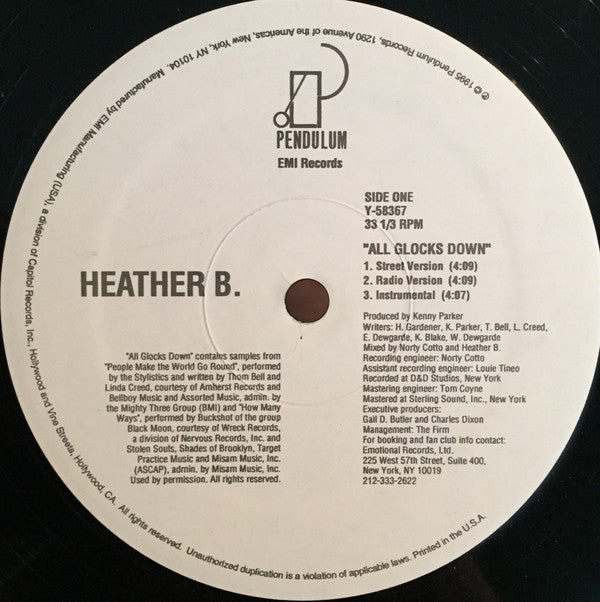 PENDULUM
EMI Records
SIDE ONE
Y-58367
33 1/3 RPM
HEATHER B.
"ALL GLOCKS DOWN"
1. Street Version (4:09)
2. Radio Version (4:09)
3. Instrumental (4:07)
Produced by Kenny Parker
Writers: H. Gardener, K. Parker, T. Bell, L. Creed,
E. Dewgarde, K. Blake, W. Dewgarde
Mixed by Norty Cotto and Heather B.
Recording engineer: Norty Cotto
Assistant recording engineer: Louie Tineo
Recorded at D&D Studios, New York
Mastering engineer: Tom Coyne
Mastered at Sterling Sound, Inc., New York
Executive producers:
Gail D. Butler and Charles Dixon
Management: The Firm
For booking and fan club info contact:
Emotional Records, Ltd.
225 West 57th Street, Suite 400,
New York, NY 10019
212-333-2622
"All Glocks Down" contains samples from
"People Make the World Go Round", performed
by the Stylistics and written by Thom Bell and
Linda Creed, courtesy of Amherst Records and
Bellboy Music and Assorted Music, admin. by
the Mighty Three Group (BMI) and "How Many
Ways", performed by Buckshot of the group
Black Moon, courtesy of Wreck Records,
a division of Nervous Records, Inc. and
Stolen Souls, Shades of Brooklyn, Target
Practice Music and Misam Music, Inc.
(ASCAP), admin. by Misam Music, Inc.
Used by permission. All rights reserved.
℗ © 1995 Pendulum Records, 1290 Avenue of the Americas, New York, NY 10104. Manufactured by EMI Manufacturing (USA), a division of Capitol Records, Inc., Hollywood and Vine Streets, Hollywood, CA. All rights reserved. Unauthorized duplication is a violation of applicable laws. Printed in the U.S.A.